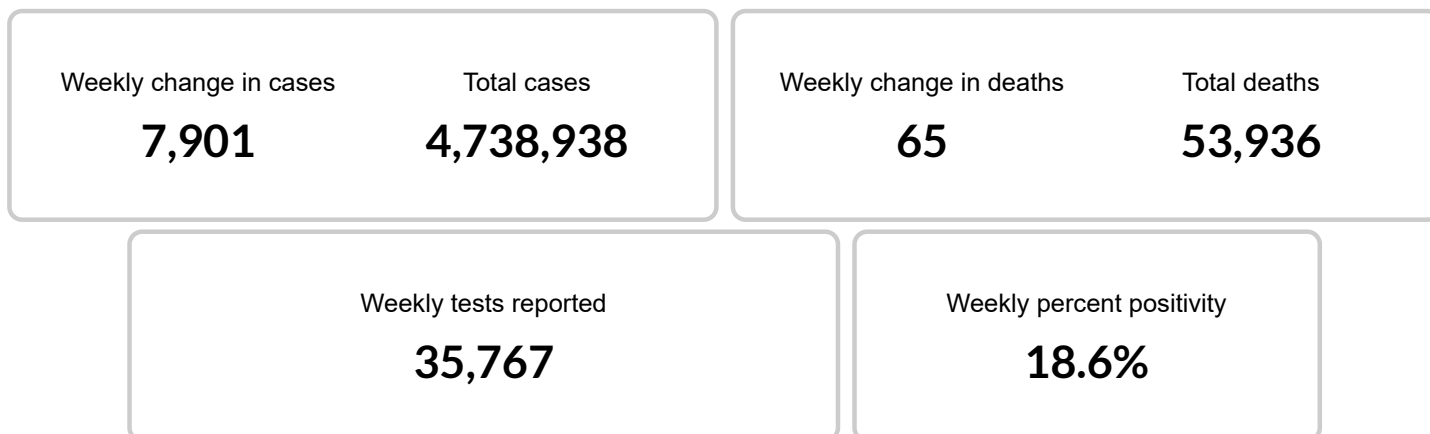 Weekly change in cases
7,901
Total cases
4,738,938
Weekly change in deaths
65
Total deaths
53,936
Weekly tests reported
35,767
Weekly percent positivity
18.6%